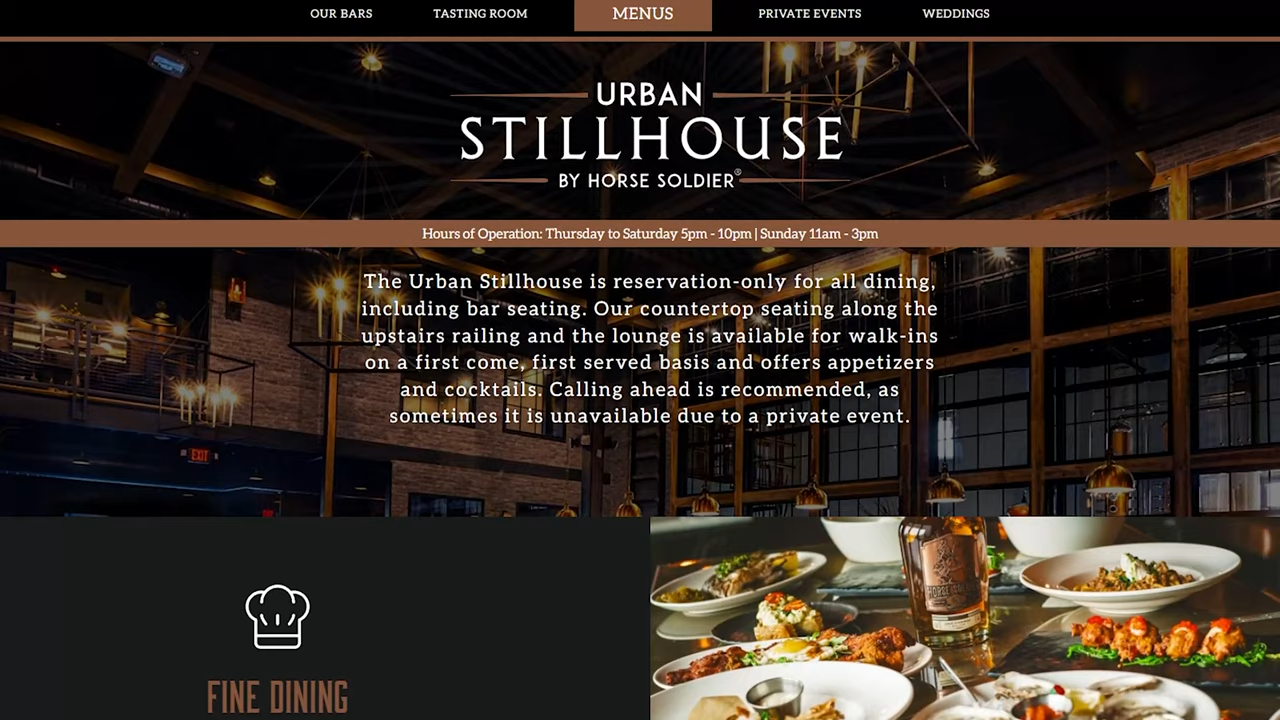 OUR BARS TASTING ROOM MENUS PRIVATE EVENTS WEDDINGS
URBAN
STILLHOUSE
BY HORSE SOLDIER®
Hours of Operation: Thursday to Saturday 5pm - 10pm | Sunday 11am - 3pm
The Urban Stillhouse is reservation-only for all dining,
including bar seating. Our countertop seating along the
upstairs railing and the lounge is available for walk-ins
on a first come, first served basis and offers appetizers
and cocktails. Calling ahead is recommended, as
sometimes it is unavailable due to a private event.
EXIT
FINE DINING